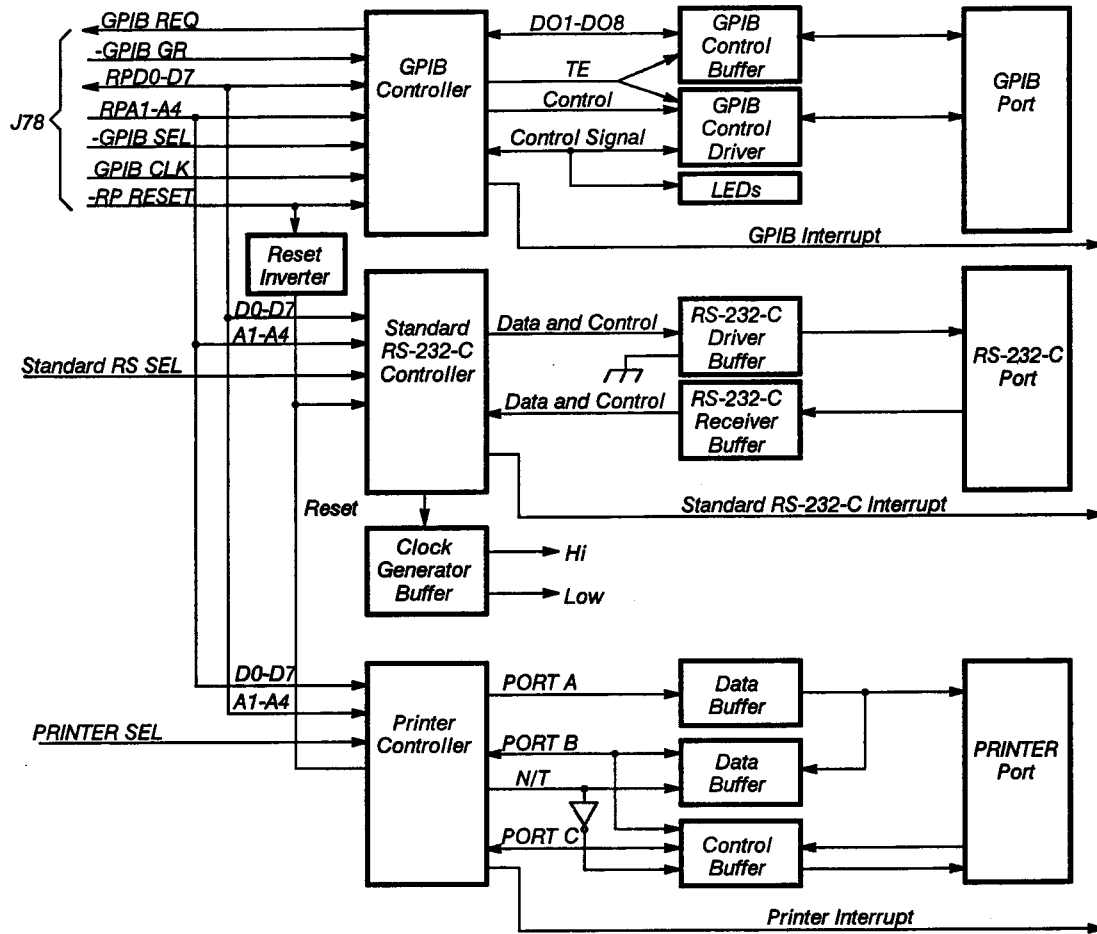 GPIB REQ
-GPIB GR
RPD0-D7
RPA1-A4
-GPIB SEL
GPIB CLK
-RP RESET
J78
GPIB
Controller
DO1-DO8
TE
Control
Control Signal
GPIB
Control
Buffer
GPIB
Control
Driver
LEDs
GPIB
Port
GPIB Interrupt
Reset
Inverter
D0-D7
A1-A4
Standard RS SEL
Standard
RS-232-C
Controller
Data and Control
Data and Control
RS-232-C
Driver
Buffer
RS-232-C
Receiver
Buffer
RS-232-C
Port
Standard RS-232-C Interrupt
Reset
Clock
Generator
Buffer
Hi
Low
D0-D7
A1-A4
PRINTER SEL
Printer
Controller
PORT A
PORT B
N/T
PORT C
Data
Buffer
Data
Buffer
Control
Buffer
PRINTER
Port
Printer Interrupt